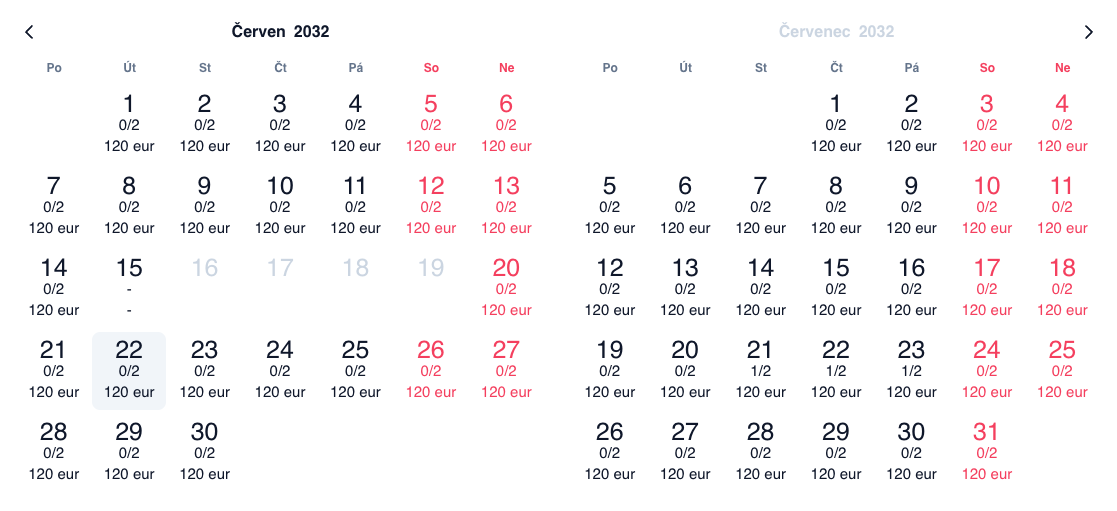 Červen 2032
Po Út St Čt Pá So Ne
1 2 3 4 5 6
0/2 0/2 0/2 0/2 0/2 0/2
120 eur 120 eur 120 eur 120 eur 120 eur 120 eur
7 8 9 10 11 12 13
0/2 0/2 0/2 0/2 0/2 0/2 0/2
120 eur 120 eur 120 eur 120 eur 120 eur 120 eur 120 eur
14 15 16 17 18 19 20
0/2 - 0/2
120 eur - 120 eur
21 22 23 24 25 26 27
0/2 0/2 0/2 0/2 0/2 0/2 0/2
120 eur 120 eur 120 eur 120 eur 120 eur 120 eur 120 eur
28 29 30
0/2 0/2 0/2
120 eur 120 eur 120 eur
Červenec 2032
Po Út St Čt Pá So Ne
1 2 3 4
0/2 0/2 0/2 0/2
120 eur 120 eur 120 eur 120 eur
5 6 7 8 9 10 11
0/2 0/2 0/2 0/2 0/2 0/2 0/2
120 eur 120 eur 120 eur 120 eur 120 eur 120 eur 120 eur
12 13 14 15 16 17 18
0/2 0/2 0/2 0/2 0/2 0/2 0/2
120 eur 120 eur 120 eur 120 eur 120 eur 120 eur 120 eur
19 20 21 22 23 24 25
0/2 0/2 1/2 1/2 1/2 0/2 0/2
120 eur 120 eur 120 eur 120 eur 120 eur 120 eur 120 eur
26 27 28 29 30 31
0/2 0/2 0/2 0/2 0/2 0/2
120 eur 120 eur 120 eur 120 eur 120 eur 120 eur